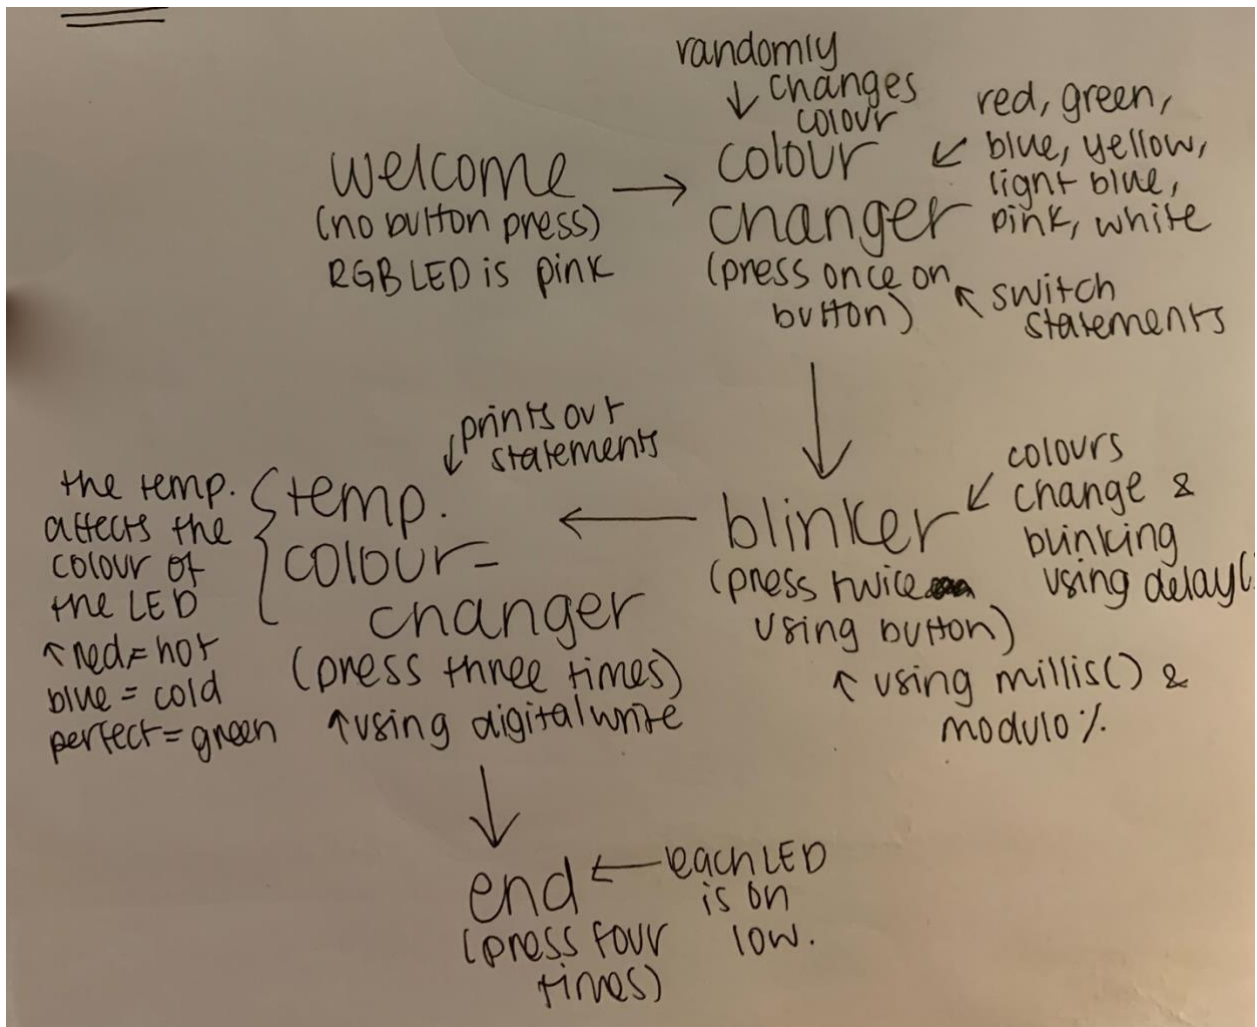 welcome
(no button press)
RGB LED is pink
randomly
changes
colour
colour
changer
(press once on
button)
red, green,
blue, yellow,
light blue,
pink, white
switch
statements
blinker
(press twice
using button)
colours
change &
blinking
using delay(
using millis() &
modulo %
prints out
statements
temp.
colour-
changer
(press three times)
using digitalwrite
the temp.
affects the
colour of
the LED
red = hot
blue = cold
perfect = green
end
(press four
times)
each LED
is on
low.